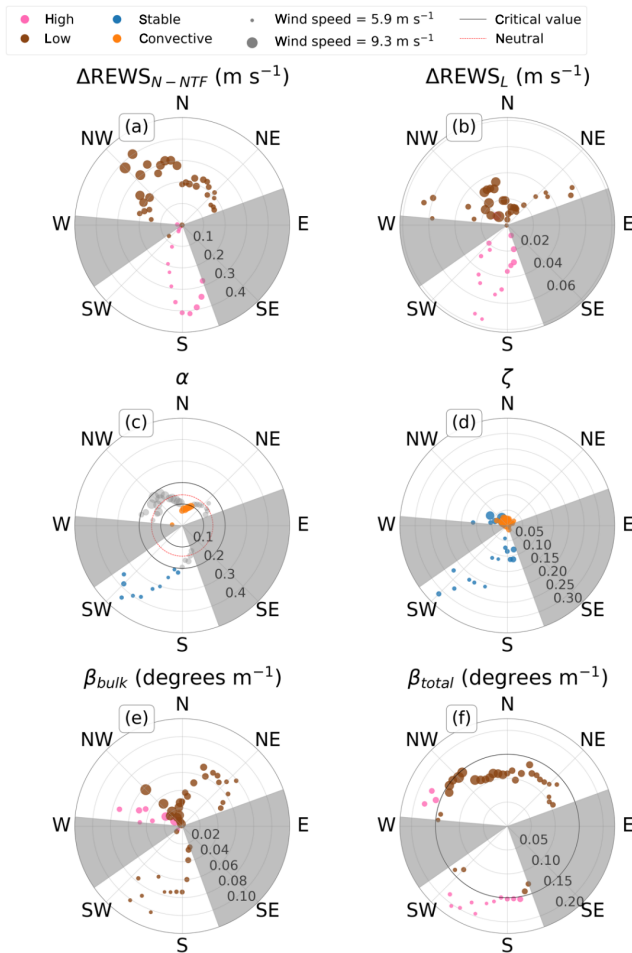 High
Stable
Wind speed = 5.9 m s⁻¹
Critical value
Low
Convective
Wind speed = 9.3 m s⁻¹
Neutral
ΔREWS_{N−NTF} (m s⁻¹)
ΔREWS_L (m s⁻¹)
N
N
NW
(a)
NE
NW
(b)
NE
W
E
W
E
0.1
0.2
0.3
0.4
0.02
0.04
0.06
SW
SE
SW
SE
S
S
α
ζ
N
N
NW
(c)
NE
NW
(d)
NE
W
E
W
E
0.1
0.2
0.3
0.4
0.05
0.10
0.15
0.20
0.25
0.30
SW
SE
SW
SE
S
S
β_{bulk} (degrees m⁻¹)
β_{total} (degrees m⁻¹)
N
N
NW
(e)
NE
NW
(f)
NE
W
E
W
E
0.02
0.04
0.06
0.08
0.10
0.05
0.10
0.15
0.20
SW
SE
SW
SE
S
S